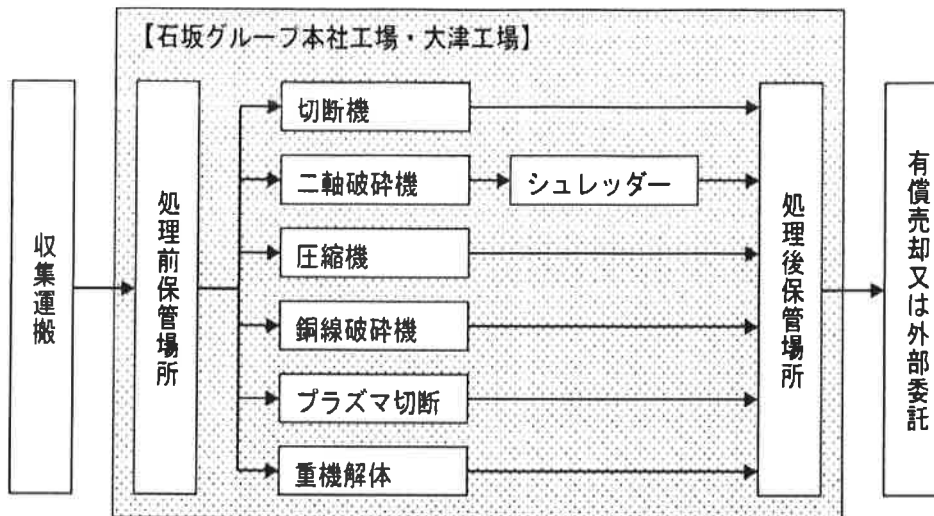 【石坂グループ本社工場・大津工場】
収集運搬
処理前保管場所
切断機
二軸破砕機
シュレッダー
圧縮機
銅線破砕機
プラズマ切断
重機解体
処理後保管場所
有償売却又は外部委託